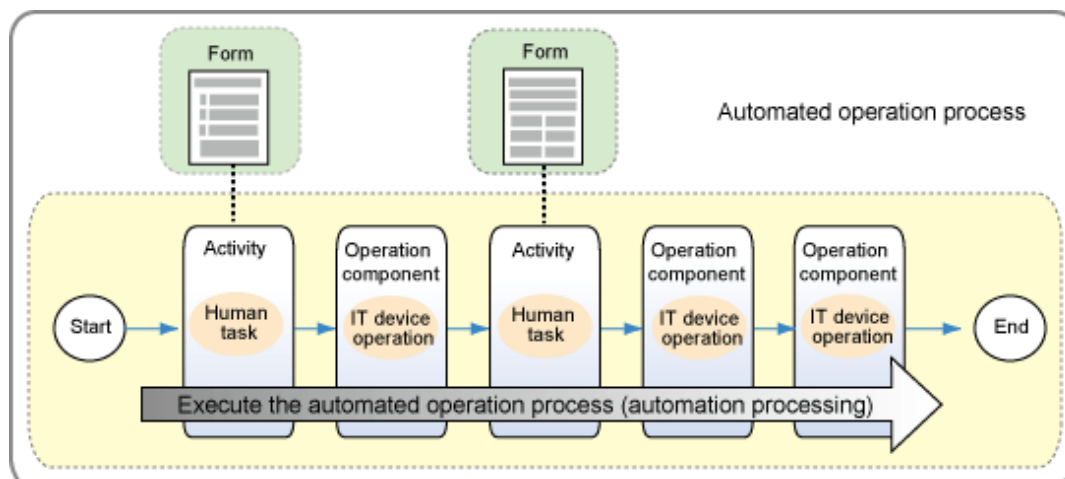 Form
Form
Automated operation process
Activity
Human
task
Operation
component
IT device
operation
Activity
Human
task
Operation
component
IT device
operation
Operation
component
IT device
operation
Start
End
Execute the automated operation process (automation processing)